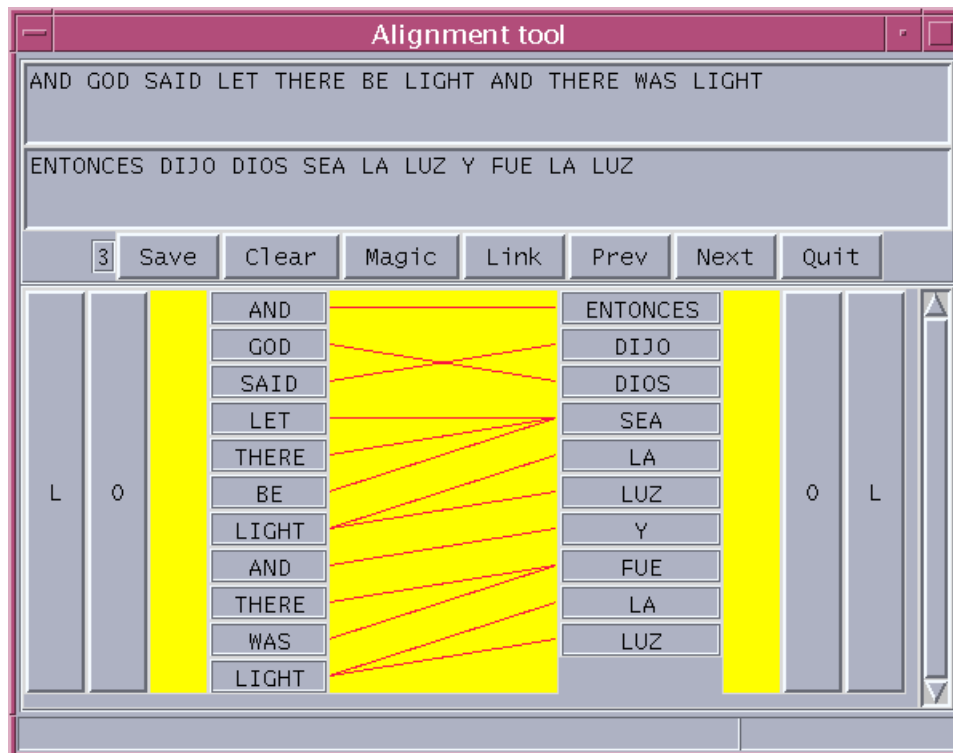 Alignment tool
AND GOD SAID LET THERE BE LIGHT AND THERE WAS LIGHT
ENTONCES DIJO DIOS SEA LA LUZ Y FUE LA LUZ
3 Save Clear Magic Link Prev Next Quit
AND ENTONCES
GOD DIJO
SAID DIOS
LET SEA
THERE LA
L O BE LUZ O L
LIGHT Y
AND FUE
THERE LA
WAS LUZ
LIGHT